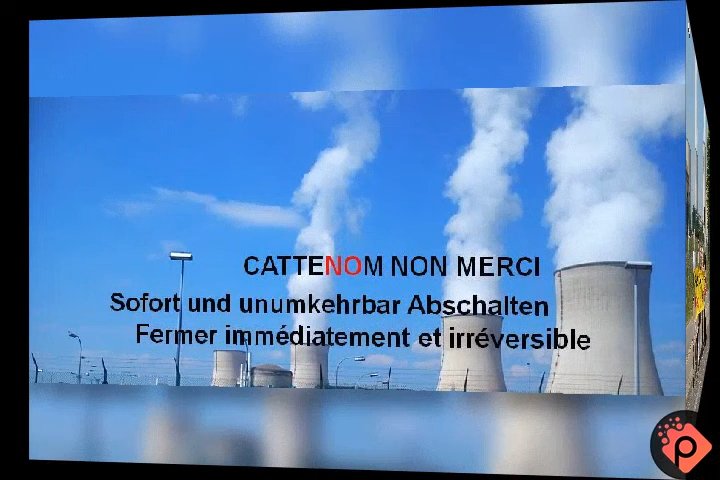 CATTENOM NON MERCI
Sofort und unumkehrbar Abschalten
Fermer immédiatement et irréversible